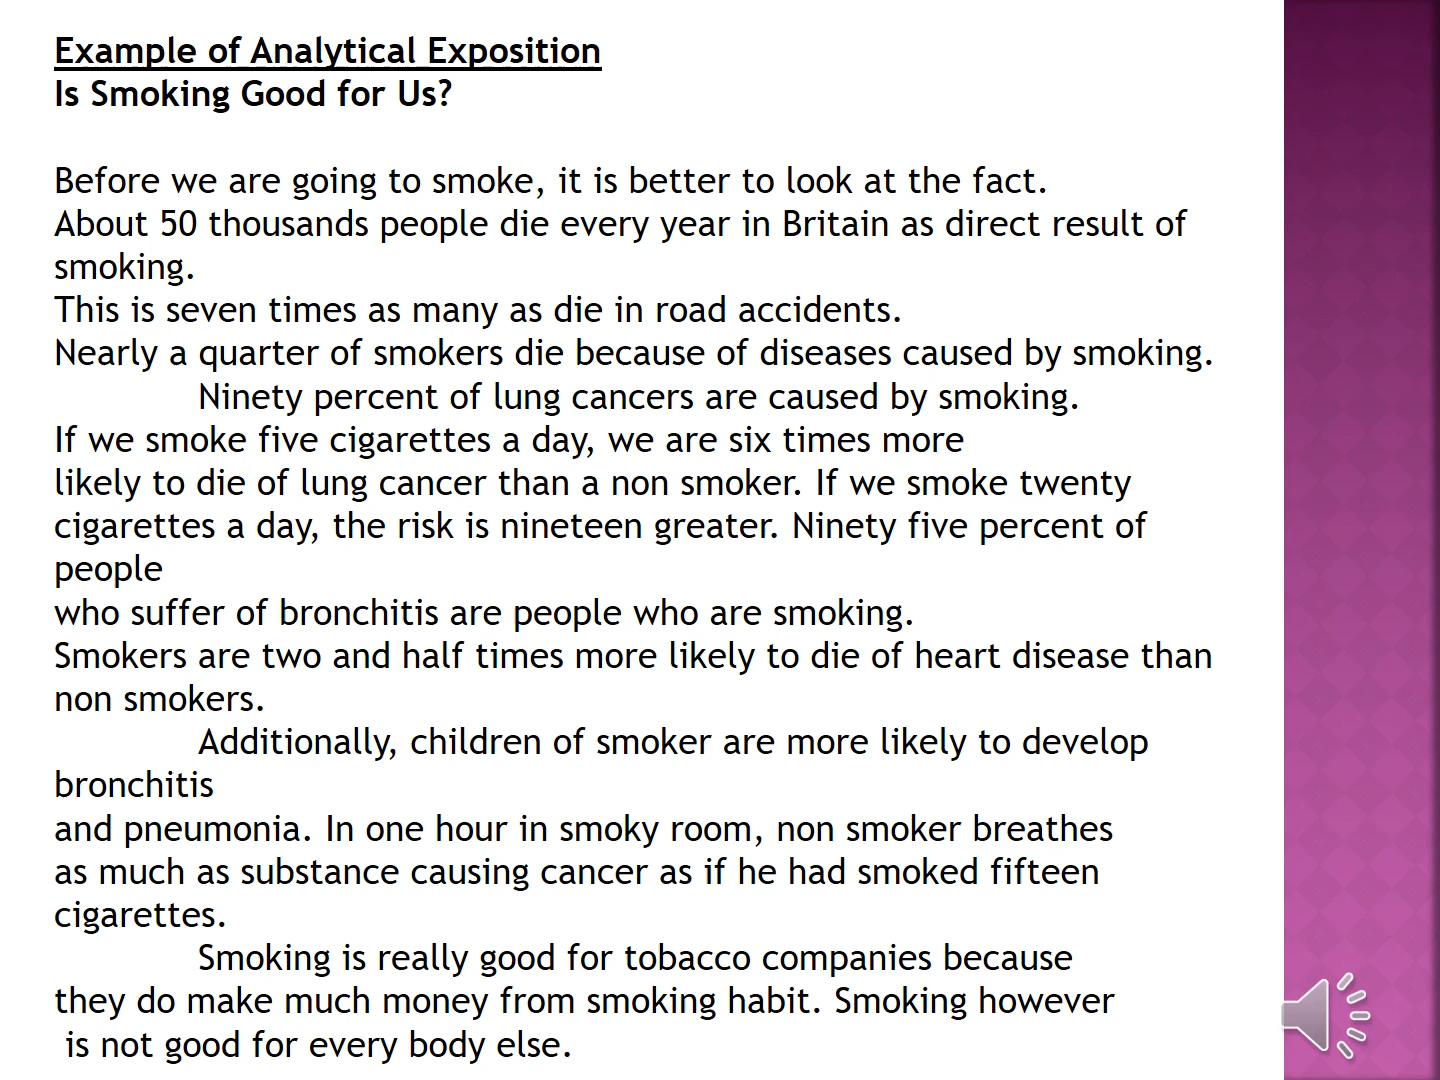 Example of Analytical Exposition
Is Smoking Good for Us?
Before we are going to smoke, it is better to look at the fact.
About 50 thousands people die every year in Britain as direct result of
smoking.
This is seven times as many as die in road accidents.
Nearly a quarter of smokers die because of diseases caused by smoking.
Ninety percent of lung cancers are caused by smoking.
If we smoke five cigarettes a day, we are six times more
likely to die of lung cancer than a non smoker. If we smoke twenty
cigarettes a day, the risk is nineteen greater. Ninety five percent of
people
who suffer of bronchitis are people who are smoking.
Smokers are two and half times more likely to die of heart disease than
non smokers.
Additionally, children of smoker are more likely to develop
bronchitis
and pneumonia. In one hour in smoky room, non smoker breathes
as much as substance causing cancer as if he had smoked fifteen
cigarettes.
Smoking is really good for tobacco companies because
they do make much money from smoking habit. Smoking however
is not good for every body else.